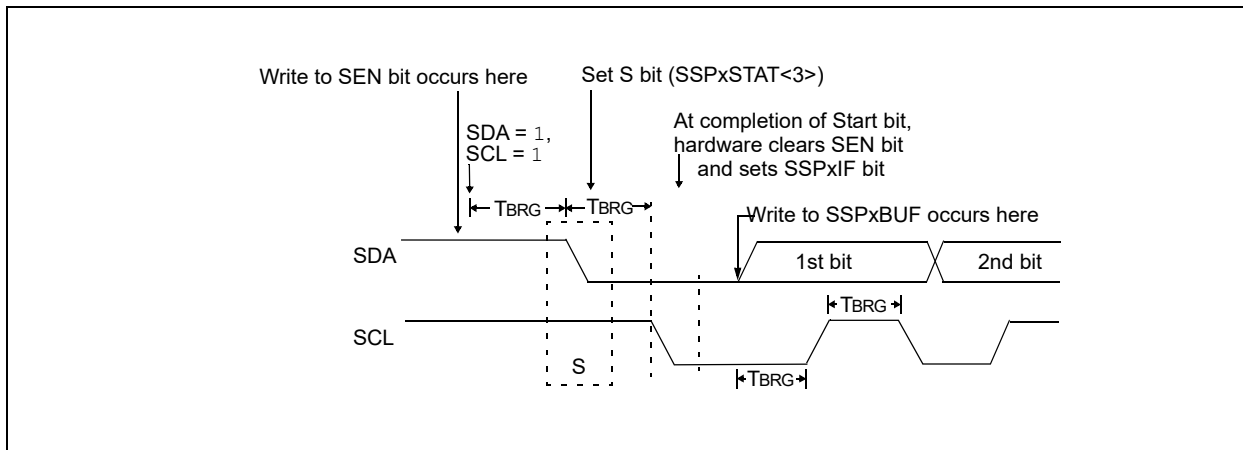 Write to SEN bit occurs here
Set S bit (SSPxSTAT<3>)
At completion of Start bit,
hardware clears SEN bit
and sets SSPxIF bit
SDA = 1,
SCL = 1
TBRG
TBRG
Write to SSPxBUF occurs here
SDA
1st bit
2nd bit
TBRG
SCL
S
TBRG